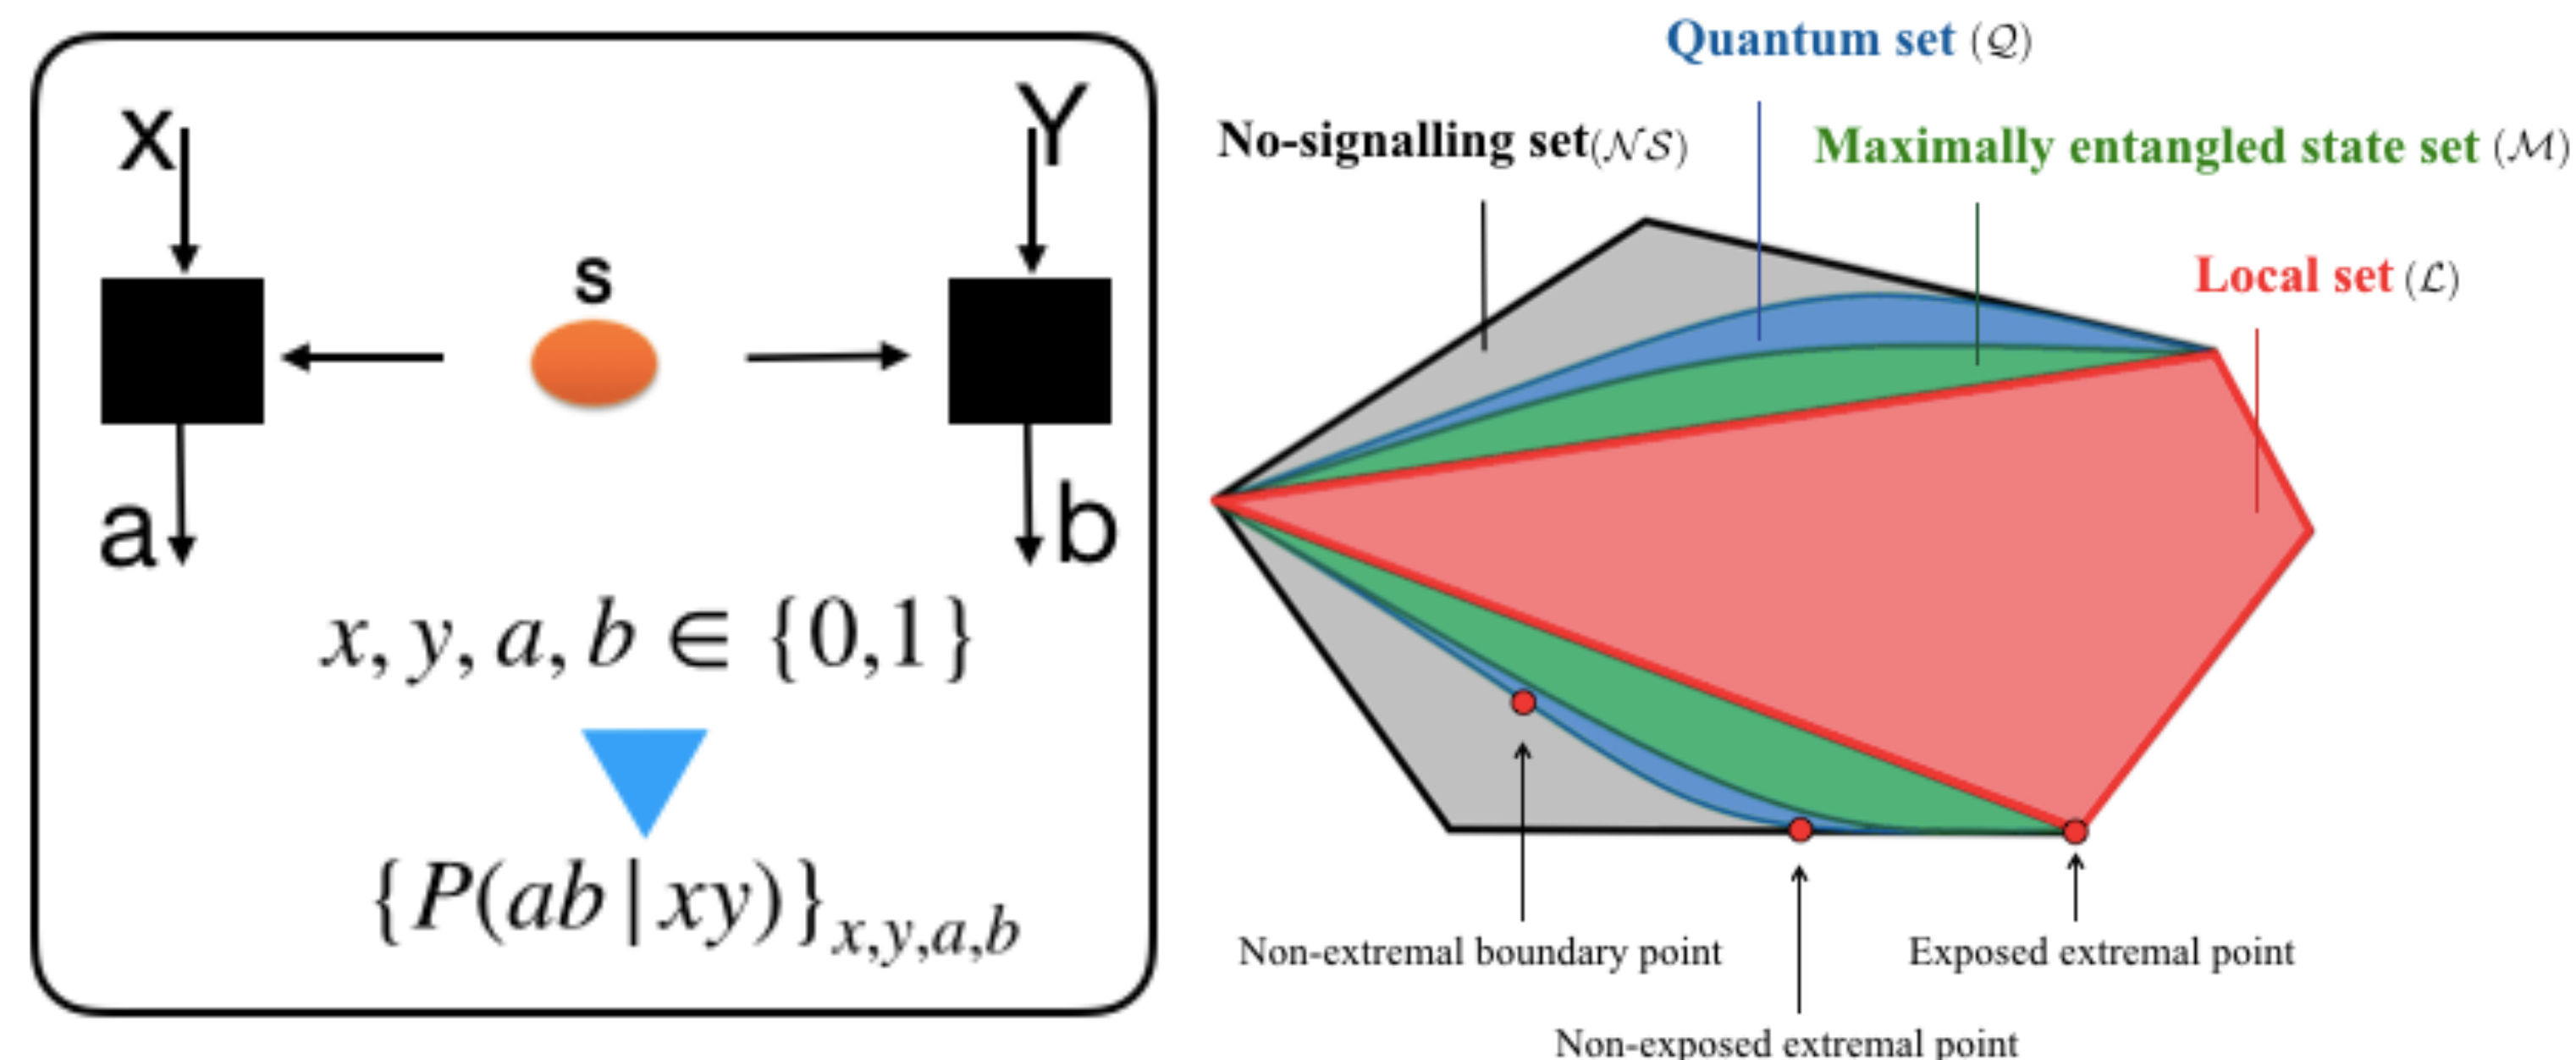 X
Y
s
a
b
x, y, a, b ∈ {0,1}
{P(ab|xy)}x,y,a,b
Quantum set (𝒬)
No-signalling set(𝒩𝒮)
Maximally entangled state set (ℳ)
Local set (ℒ)
Non-extremal boundary point
Exposed extremal point
Non-exposed extremal point